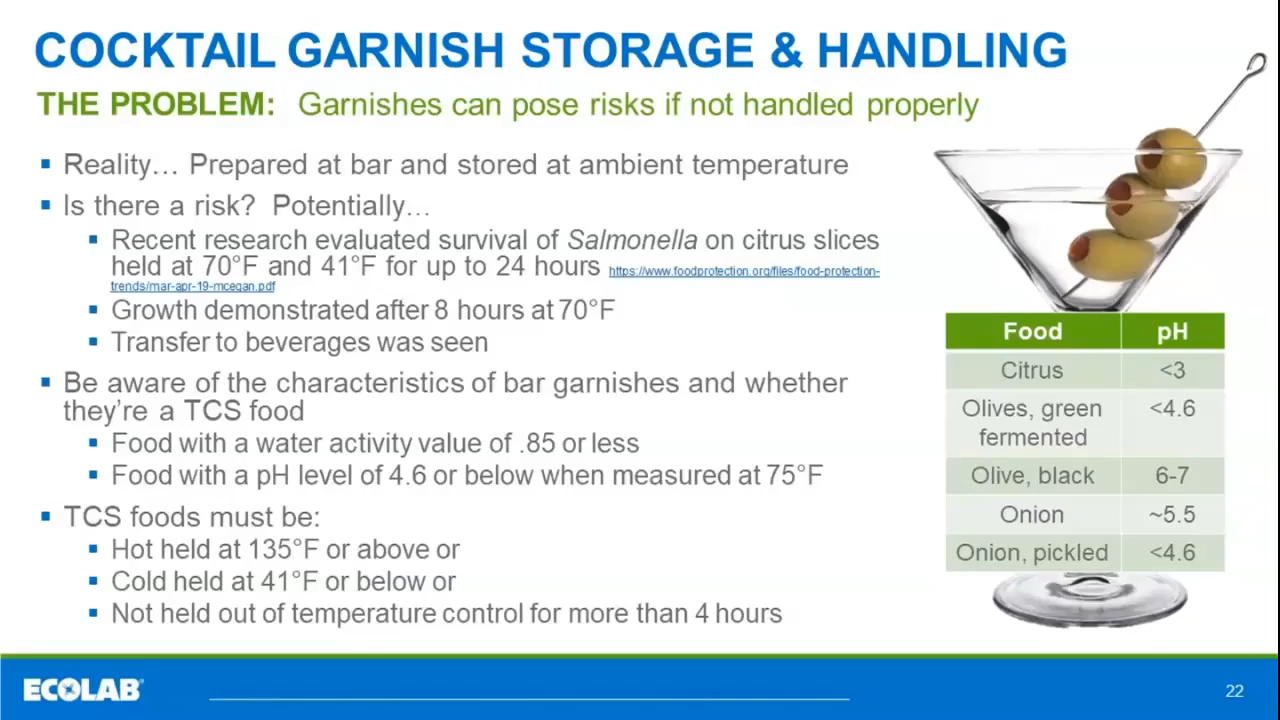 COCKTAIL GARNISH STORAGE & HANDLING
THE PROBLEM: Garnishes can pose risks if not handled properly
▪ Reality… Prepared at bar and stored at ambient temperature
▪ Is there a risk? Potentially…
▪ Recent research evaluated survival of Salmonella on citrus slices
held at 70°F and 41°F for up to 24 hours https://www.foodprotection.org/files/food-protection-
trends/mar-apr-19-mcegan.pdf
▪ Growth demonstrated after 8 hours at 70°F
▪ Transfer to beverages was seen
▪ Be aware of the characteristics of bar garnishes and whether
they’re a TCS food
▪ Food with a water activity value of .85 or less
▪ Food with a pH level of 4.6 or below when measured at 75°F
▪ TCS foods must be:
▪ Hot held at 135°F or above or
▪ Cold held at 41°F or below or
▪ Not held out of temperature control for more than 4 hours
Food pH
Citrus <3
Olives, green <4.6
fermented
Olive, black 6-7
Onion ~5.5
Onion, pickled <4.6
ECOLAB®
22